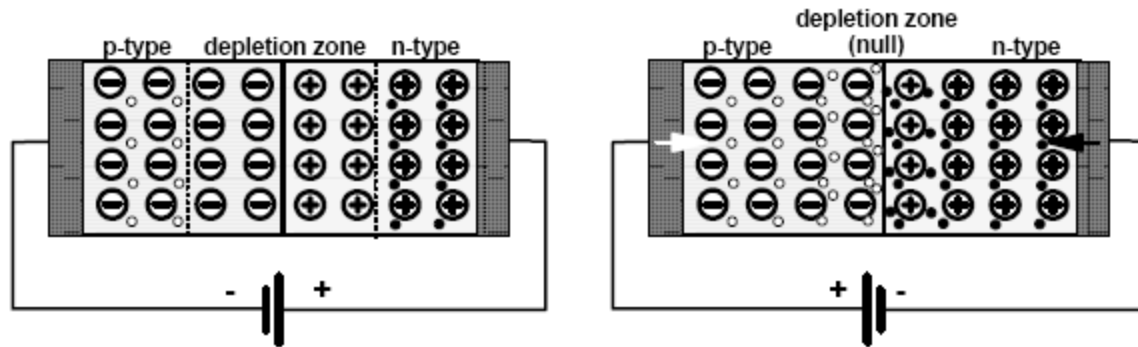 p-type depletion zone n-type
- +
depletion zone
(null)
p-type n-type
+ -